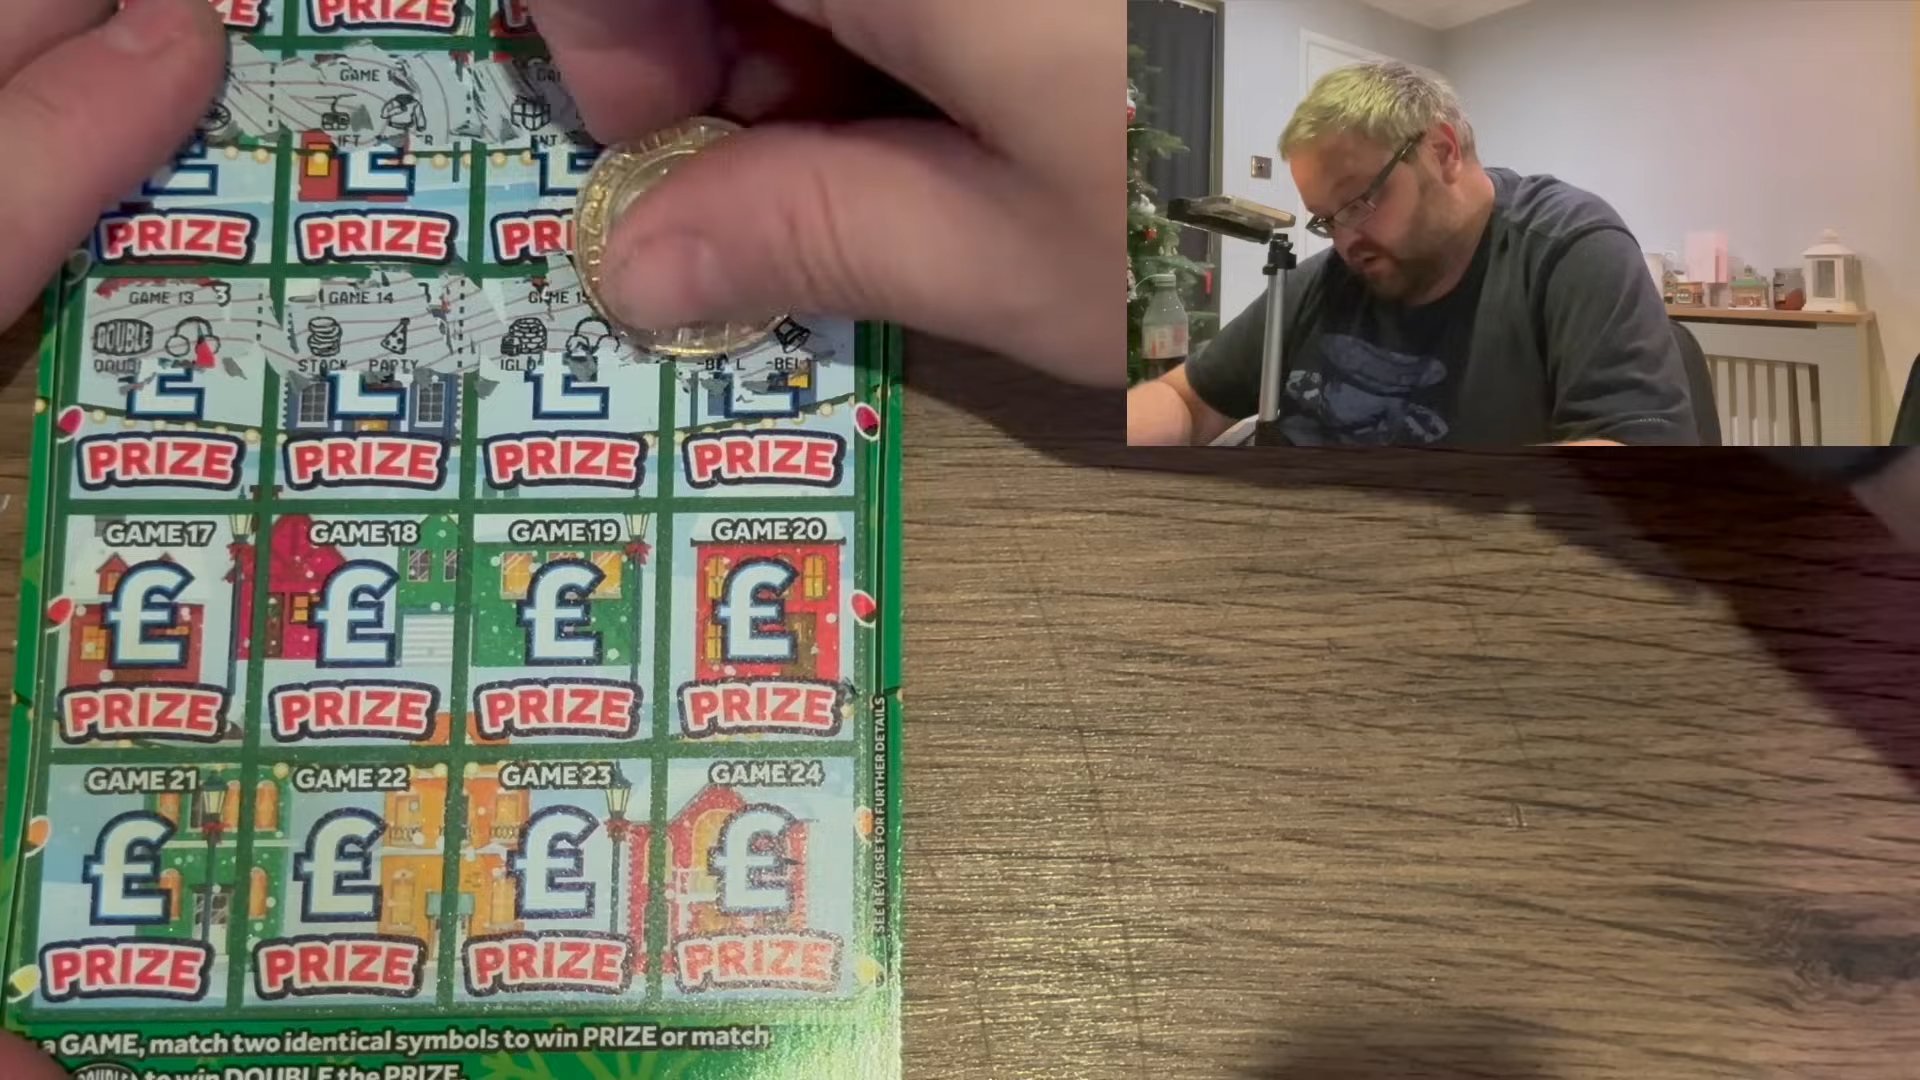 PRIZE
GAME
PRIZE PRIZE
GAME 13 GAME 14
DOUBLE
STACK PARTY
PRIZE PRIZE PRIZE PRIZE
GAME 17 GAME 18 GAME 19 GAME 20
£ £ £ £
PRIZE PRIZE PRIZE PRIZE
GAME 21 GAME 22 GAME 23 GAME 24
£ £ £ £
PRIZE PRIZE PRIZE PRIZE
SEE REVERSE FOR FURTHER DETAILS
a GAME, match two identical symbols to win PRIZE or match
DOUBLE to win DOUBLE the PRIZE.